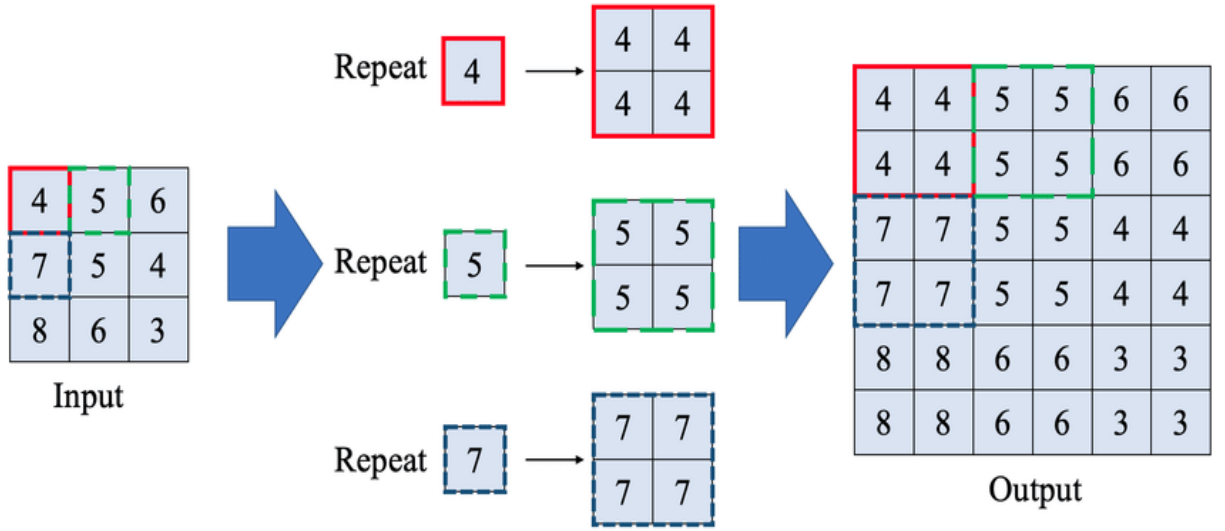 4 5 6
7 5 4
8 6 3
Input
Repeat 4 4 4
4 4
Repeat 5 5 5
5 5
Repeat 7 7 7
7 7
4 4 5 5 6 6
4 4 5 5 6 6
7 7 5 5 4 4
7 7 5 5 4 4
8 8 6 6 3 3
8 8 6 6 3 3
Output